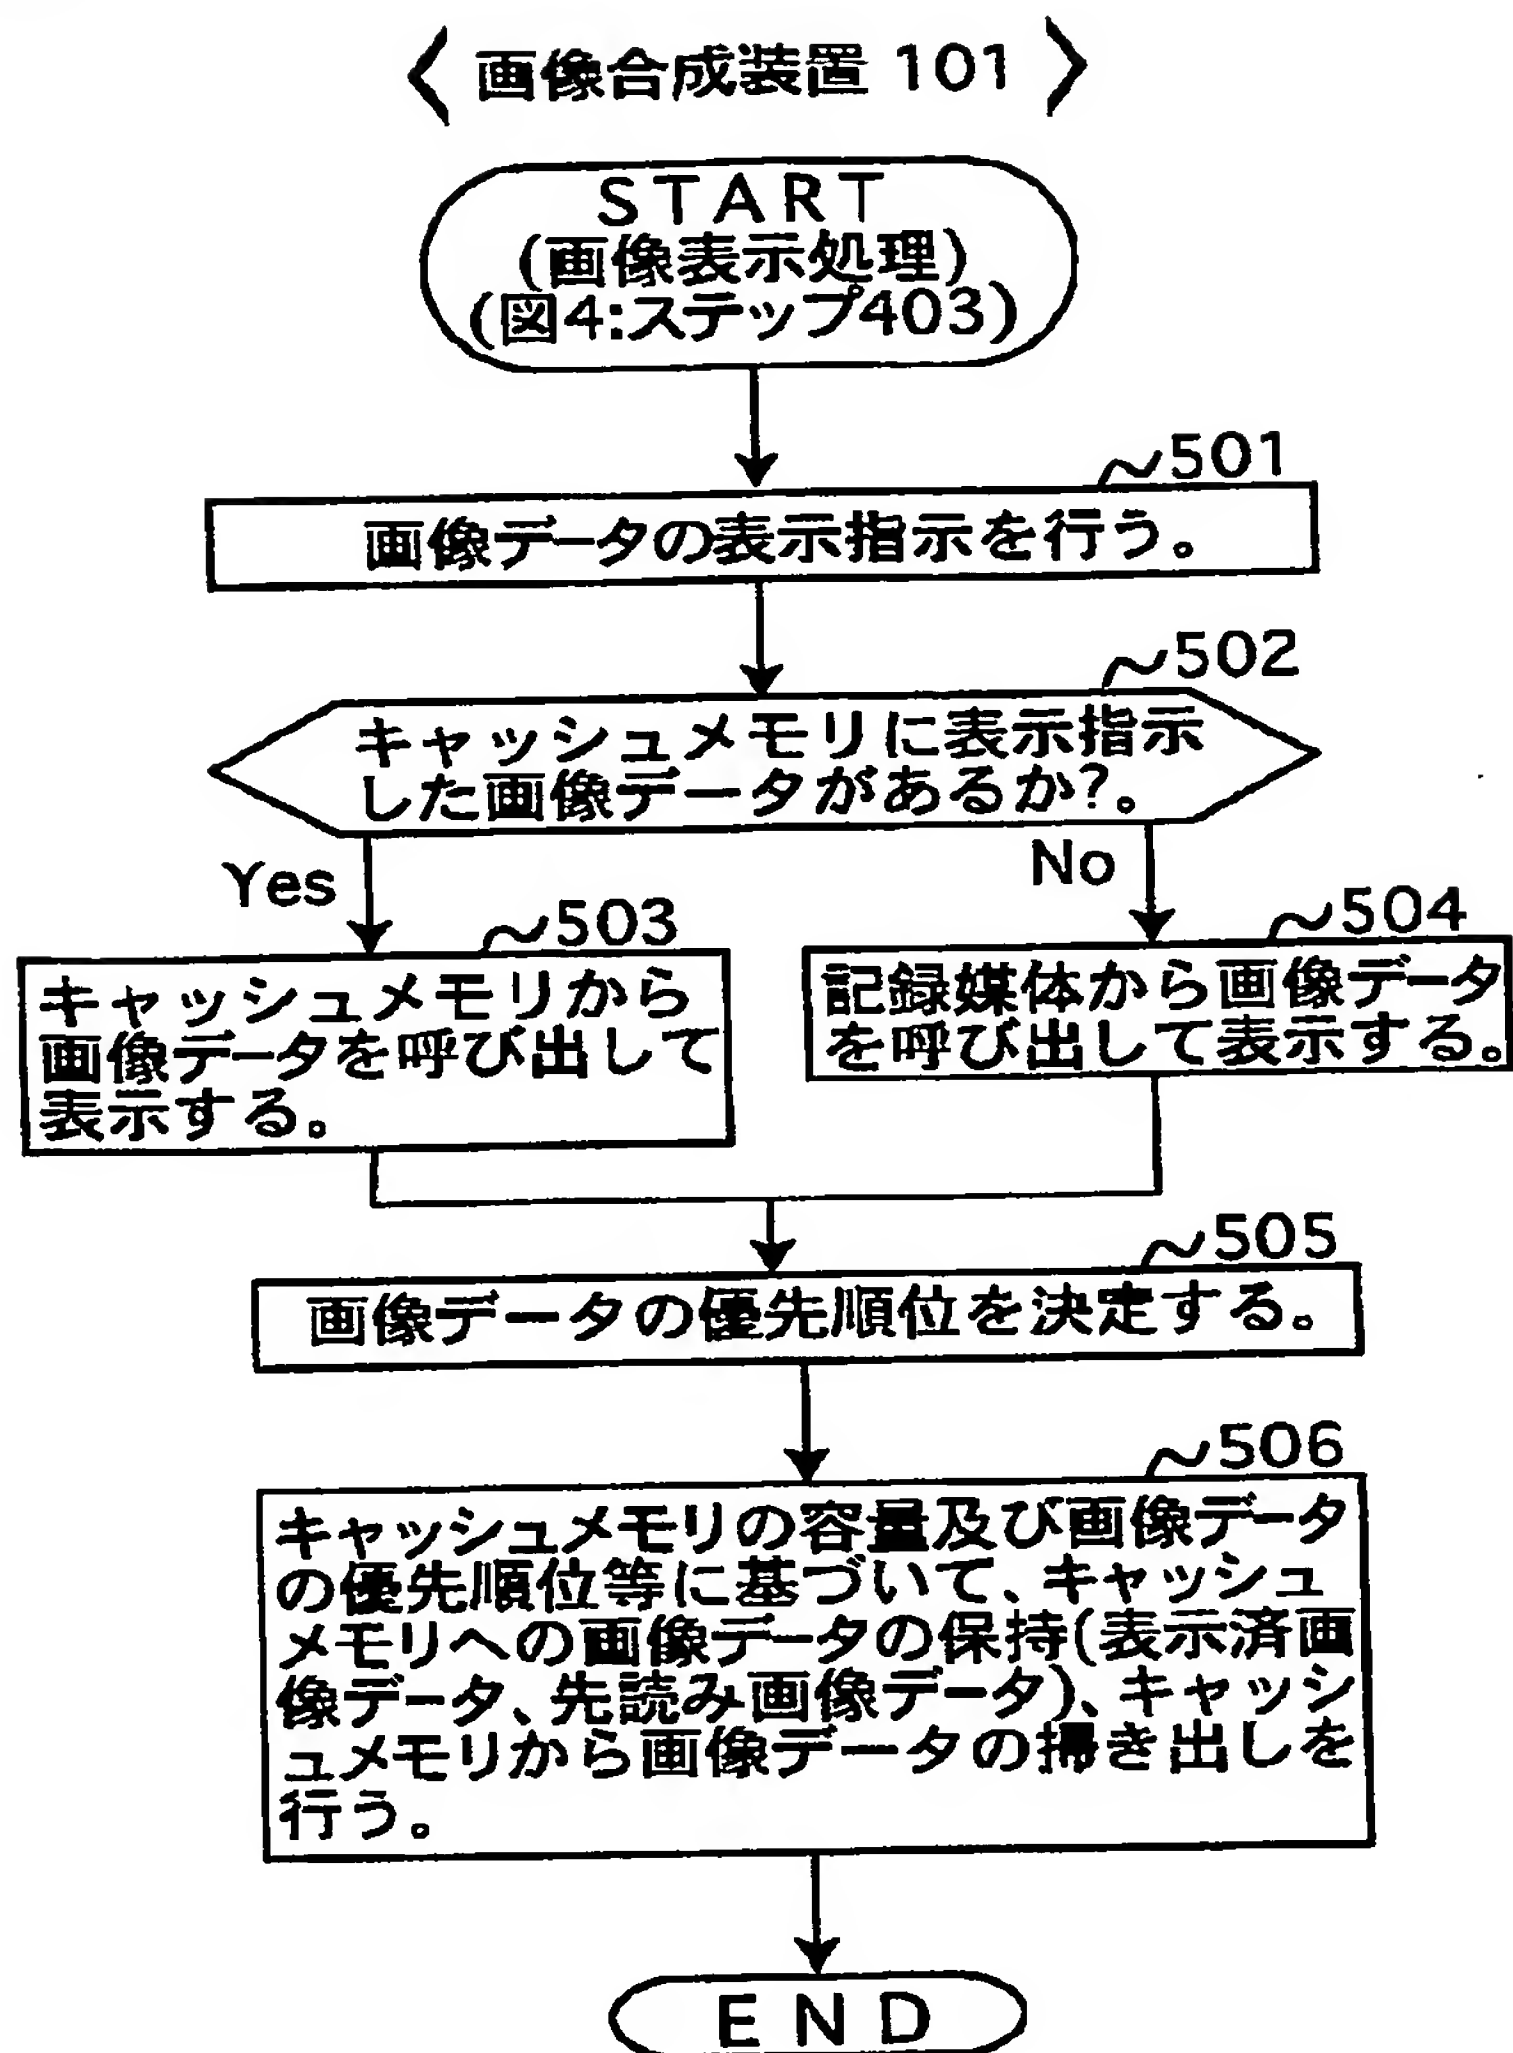 〈 画像合成装置 101 〉
START
(画像表示処理)
(図4:ステップ403)
501
画像データの表示指示を行う。
502
キャッシュメモリに表示指示
した画像データがあるか?。
Yes
No
503
キャッシュメモリから
画像データを呼び出して
表示する。
504
記録媒体から画像データ
を呼び出して表示する。
505
画像データの優先順位を決定する。
506
キャッシュメモリの容量及び画像データ
の優先順位等に基づいて、キャッシュ
メモリへの画像データの保持(表示済画
像データ、先読み画像データ)、キャッシ
ュメモリから画像データの掃き出しを
行う。
END